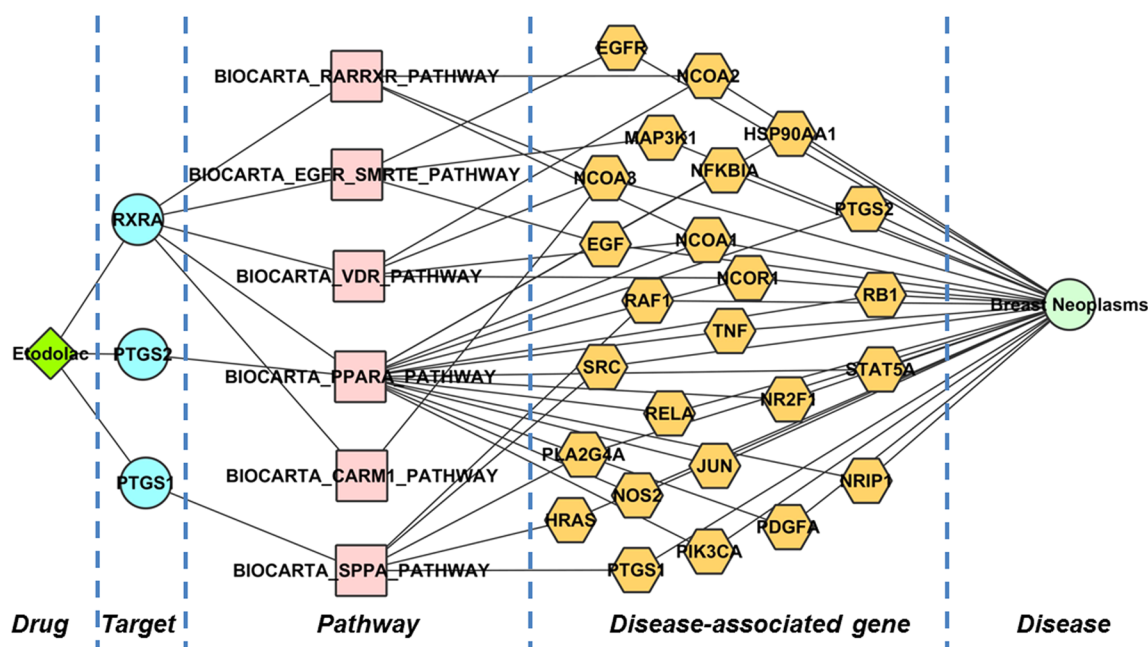 EGFR
BIOCARTA_RARRXR_PATHWAY
NCOA2
MAP3K1
HSP90AA1
BIOCARTA_EGFR_SMRTE_PATHWAY
NCOA3
NFKBIA
RXRA
PTGS2
EGF
NCOA1
BIOCARTA_VDR_PATHWAY
NCOR1
RAF1
RB1
Breast Neoplasms
TNF
Etodolac
PTGS2
BIOCARTA_PPARA_PATHWAY
SRC
STAT5A
RELA
NR2F1
PLA2G4A
JUN
BIOCARTA_CARM1_PATHWAY
PTGS1
NRIP1
NOS2
HRAS
PDGFA
PIK3CA
BIOCARTA_SPPA_PATHWAY
PTGS1
Drug
Target
Pathway
Disease-associated gene
Disease